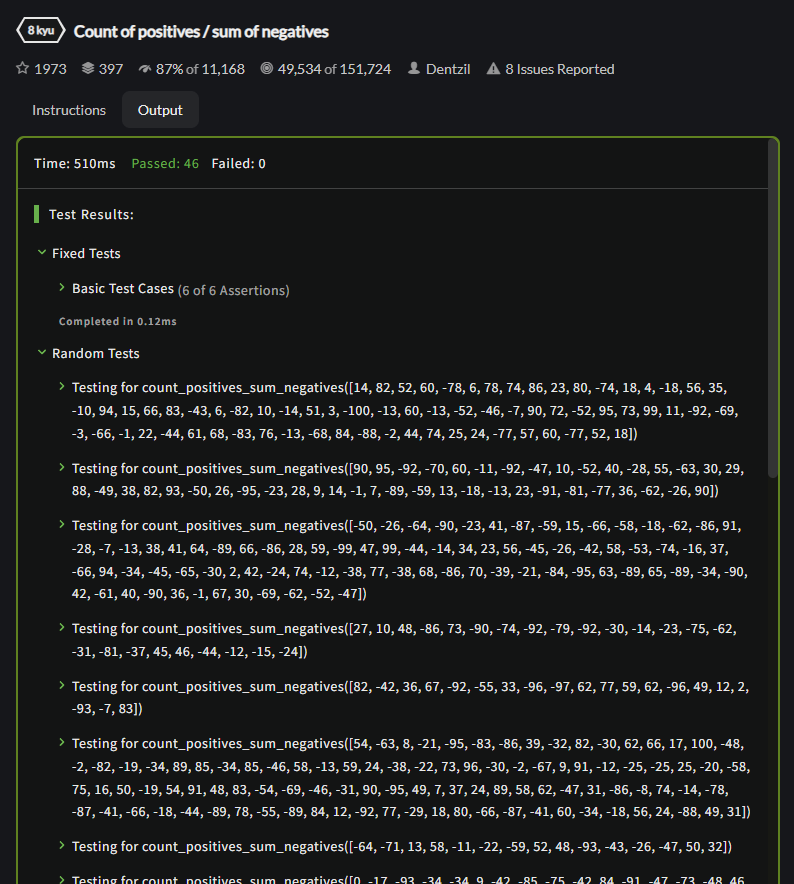 8 kyu Count of positives / sum of negatives
1973 397 87% of 11,168 49,534 of 151,724 Dentzil 8 Issues Reported
Instructions Output
Time: 510ms Passed: 46 Failed: 0
Test Results:
Fixed Tests
Basic Test Cases (6 of 6 Assertions)
Completed in 0.12ms
Random Tests
Testing for count_positives_sum_negatives([14, 82, 52, 60, -78, 6, 78, 74, 86, 23, 80, -74, 18, 4, -18, 56, 35,
-10, 94, 15, 66, 83, -43, 6, -82, 10, -14, 51, 3, -100, -13, 60, -13, -52, -46, -7, 90, 72, -52, 95, 73, 99, 11, -92, -69,
-3, -66, -1, 22, -44, 61, 68, -83, 76, -13, -68, 84, -88, -2, 44, 74, 25, 24, -77, 57, 60, -77, 52, 18])
Testing for count_positives_sum_negatives([90, 95, -92, -70, 60, -11, -92, -47, 10, -52, 40, -28, 55, -63, 30, 29,
88, -49, 38, 82, 93, -50, 26, -95, -23, 28, 9, 14, -1, 7, -89, -59, 13, -18, -13, 23, -91, -81, -77, 36, -62, -26, 90])
Testing for count_positives_sum_negatives([-50, -26, -64, -90, -23, 41, -87, -59, 15, -66, -58, -18, -62, -86, 91,
-28, -7, -13, 38, 41, 64, -89, 66, -86, 28, 59, -99, 47, 99, -44, -14, 34, 23, 56, -45, -26, -42, 58, -53, -74, -16, 37,
-66, 94, -34, -45, -65, -30, 2, 42, -24, 74, -12, -38, 77, -38, 68, -86, 70, -39, -21, -84, -95, 63, -89, 65, -89, -34, -90,
42, -61, 40, -90, 36, -1, 67, 30, -69, -62, -52, -47])
Testing for count_positives_sum_negatives([27, 10, 48, -86, 73, -90, -74, -92, -79, -92, -30, -14, -23, -75, -62,
-31, -81, -37, 45, 46, -44, -12, -15, -24])
Testing for count_positives_sum_negatives([82, -42, 36, 67, -92, -55, 33, -96, -97, 62, 77, 59, 62, -96, 49, 12, 2,
-93, -7, 83])
Testing for count_positives_sum_negatives([54, -63, 8, -21, -95, -83, -86, 39, -32, 82, -30, 62, 66, 17, 100, -48,
-2, -82, -19, -34, 89, 85, -34, 85, -46, 58, -13, 59, 24, -38, -22, 73, 96, -30, -2, -67, 9, 91, -12, -25, -25, 25, -20, -58,
75, 16, 50, -19, 54, 91, 48, 83, -54, -69, -46, -31, 90, -95, 49, 7, 37, 24, 89, 58, 62, -47, 31, -86, -8, 74, -14, -78,
-87, -41, -66, -18, -44, -89, 78, -55, -89, 84, 12, -92, 77, -29, 18, 80, -66, -87, -41, 60, -34, -18, 56, 24, -88, 49, 31])
Testing for count_positives_sum_negatives([-64, -71, 13, 58, -11, -22, -59, 52, 48, -93, -43, -26, -47, 50, 32])
Testing for count_positives_sum_negatives([0, -17, -93, -34, -34, 9, -42, -85, -75, -42, 84, -91, -47, -73, -48, 46,